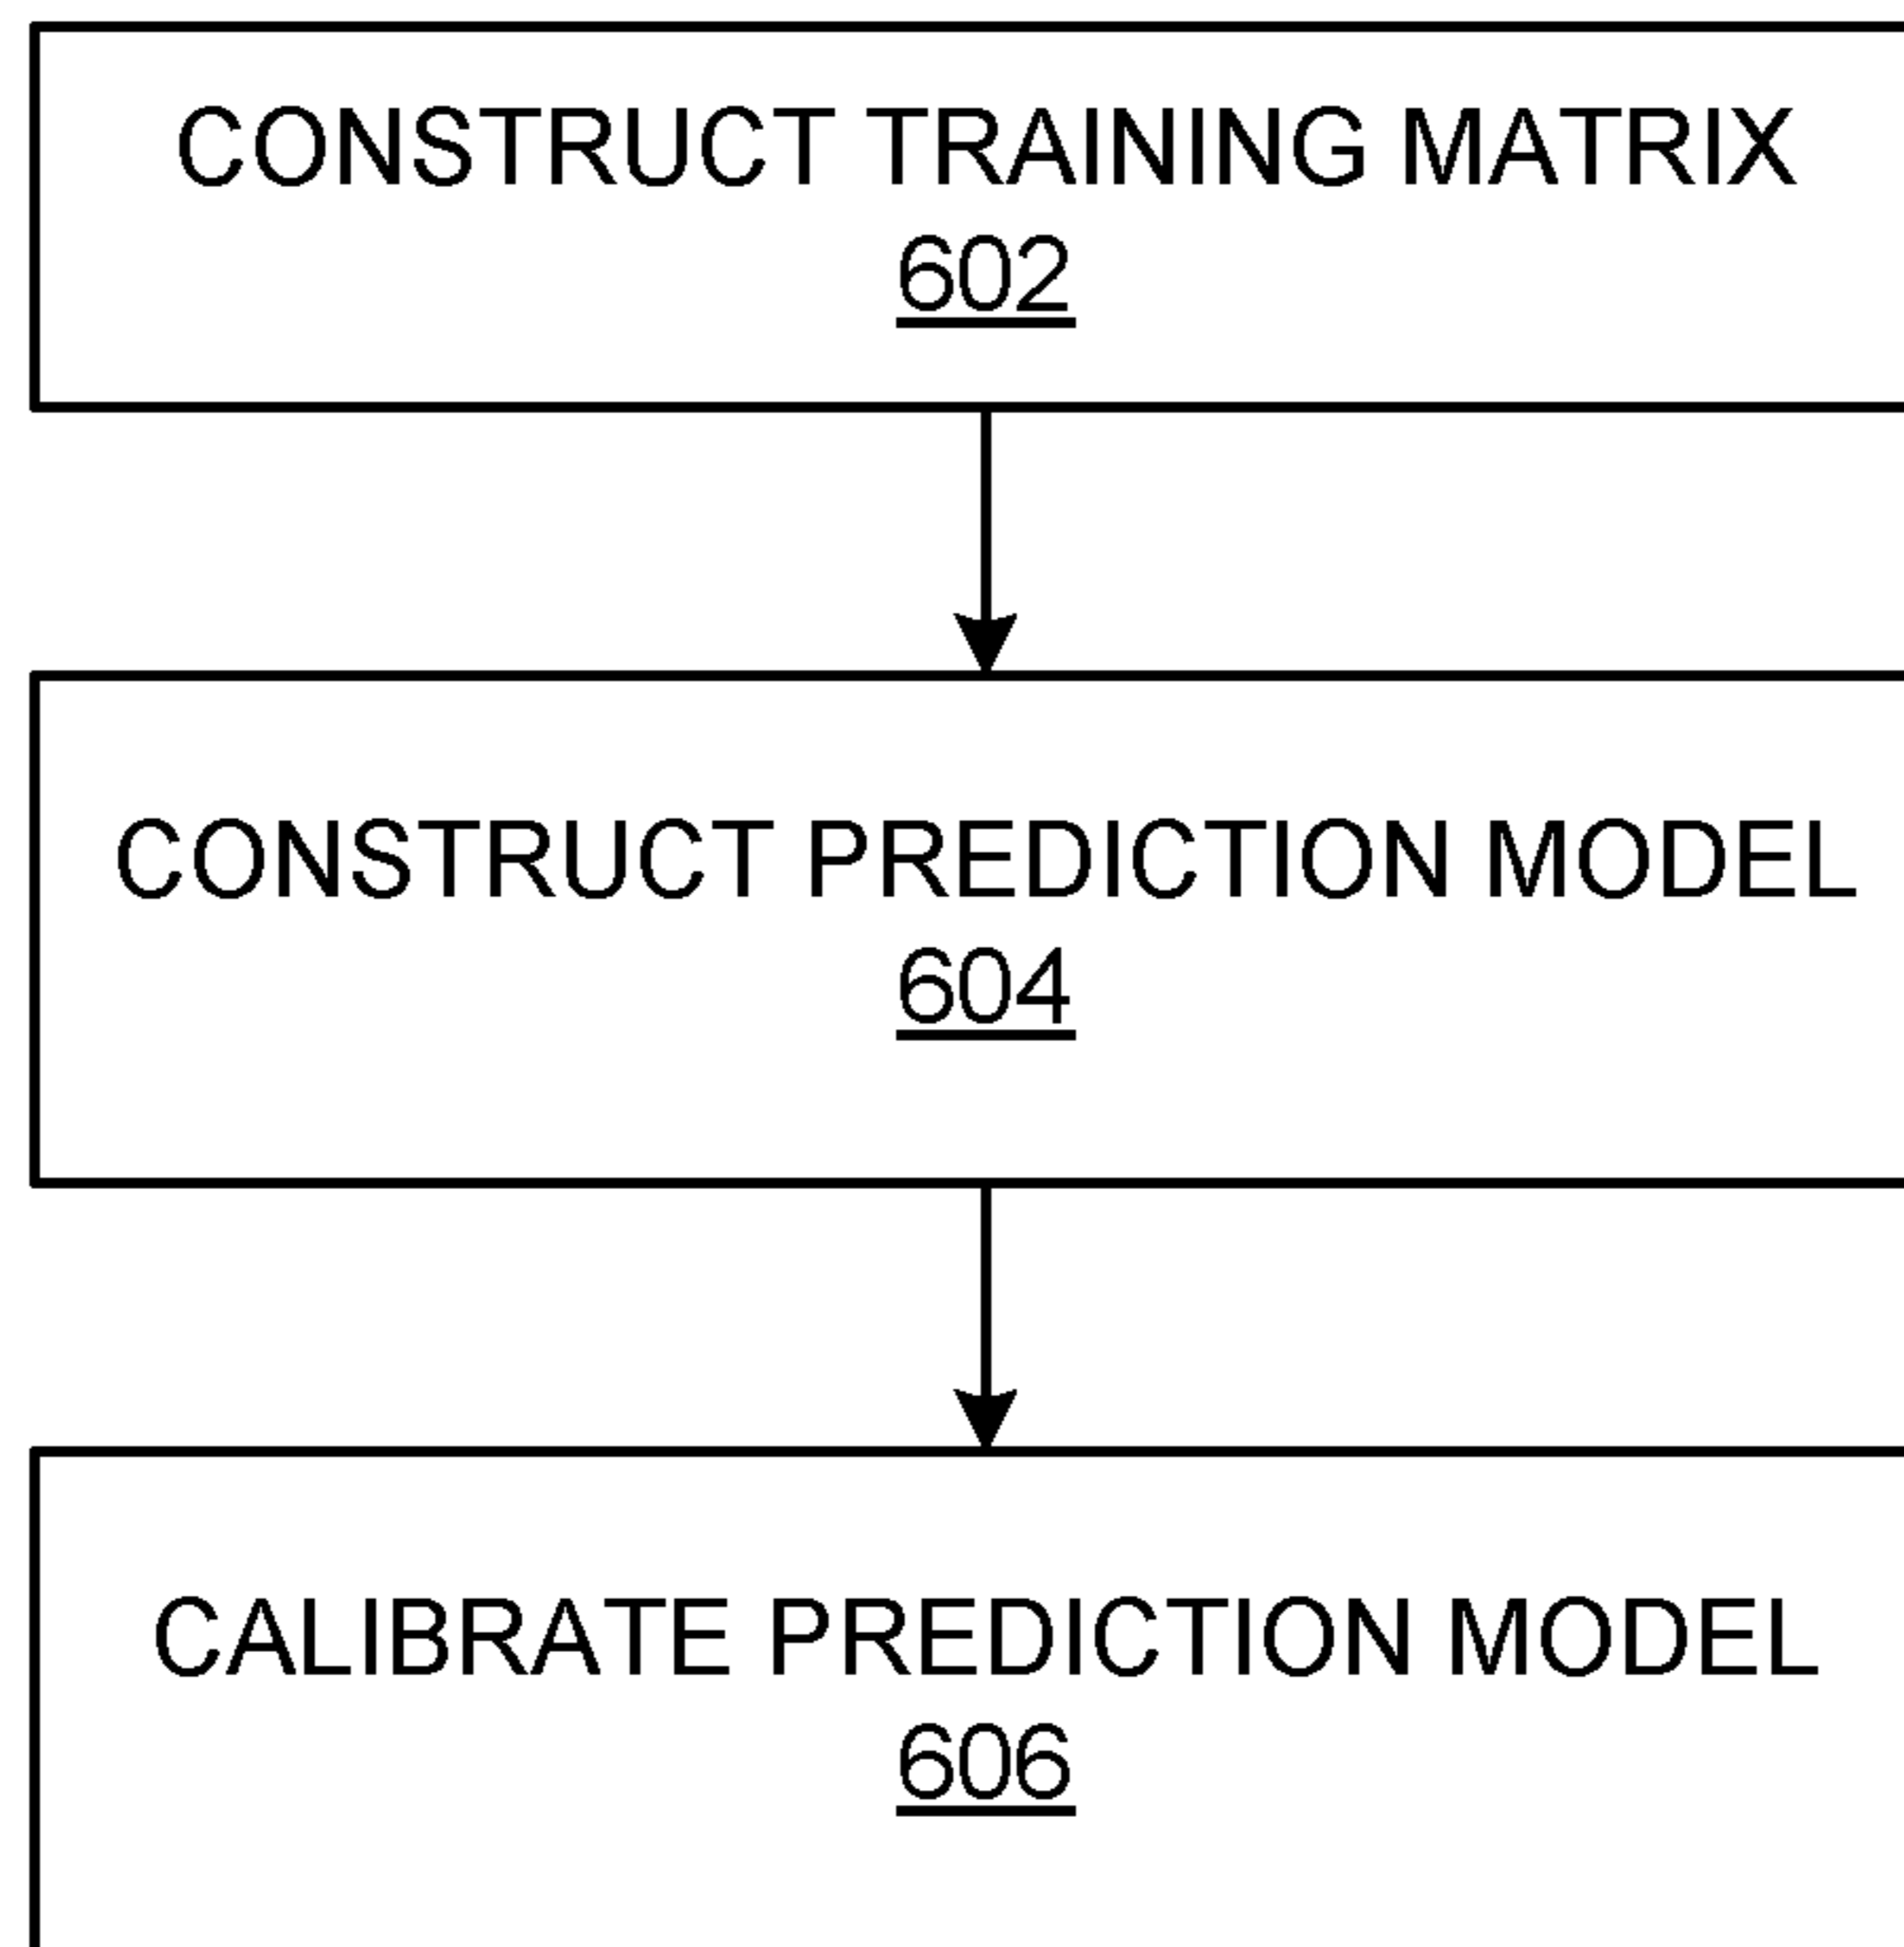 CONSTRUCT TRAINING MATRIX
602
CONSTRUCT PREDICTION MODEL
604
CALIBRATE PREDICTION MODEL
606